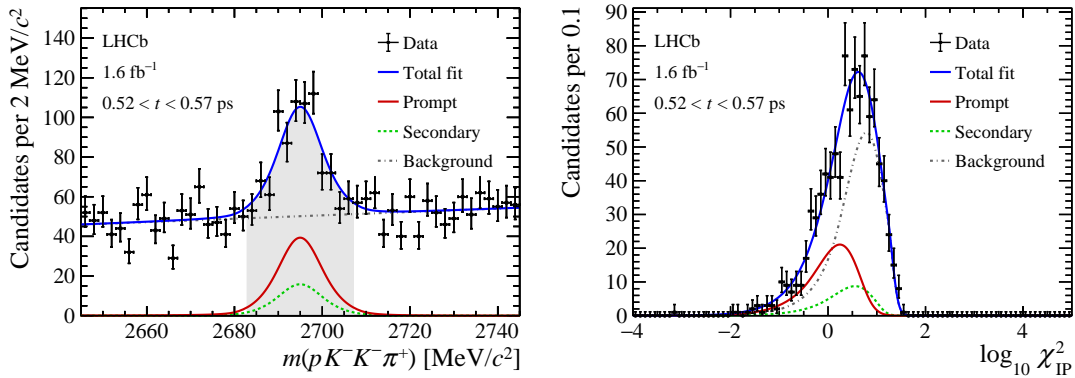 Candidates per 2 MeV/c²
140
120
100
80
60
40
20
0
LHCb
1.6 fb⁻¹
0.52 < t < 0.57 ps
Data
Total fit
Prompt
Secondary
Background
2660 2680 2700 2720 2740
m(pK⁻K⁻π⁺) [MeV/c²]
Candidates per 0.1
90
80
70
60
50
40
30
20
10
0
LHCb
1.6 fb⁻¹
0.52 < t < 0.57 ps
Data
Total fit
Prompt
Secondary
Background
−4 −2 0 2 4
log₁₀ χ²_IP